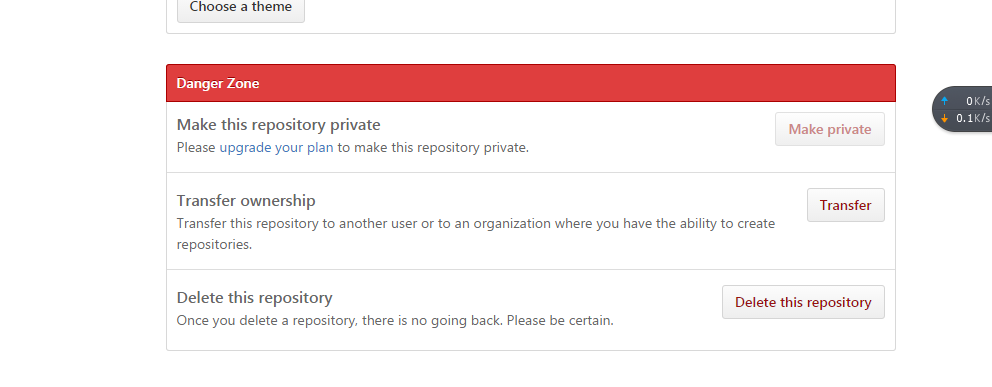 Choose a theme
Danger Zone
Make this repository private
Please upgrade your plan to make this repository private.
Make private
Transfer ownership
Transfer this repository to another user or to an organization where you have the ability to create
repositories.
Transfer
Delete this repository
Once you delete a repository, there is no going back. Please be certain.
Delete this repository
0K/s
0.1K/s